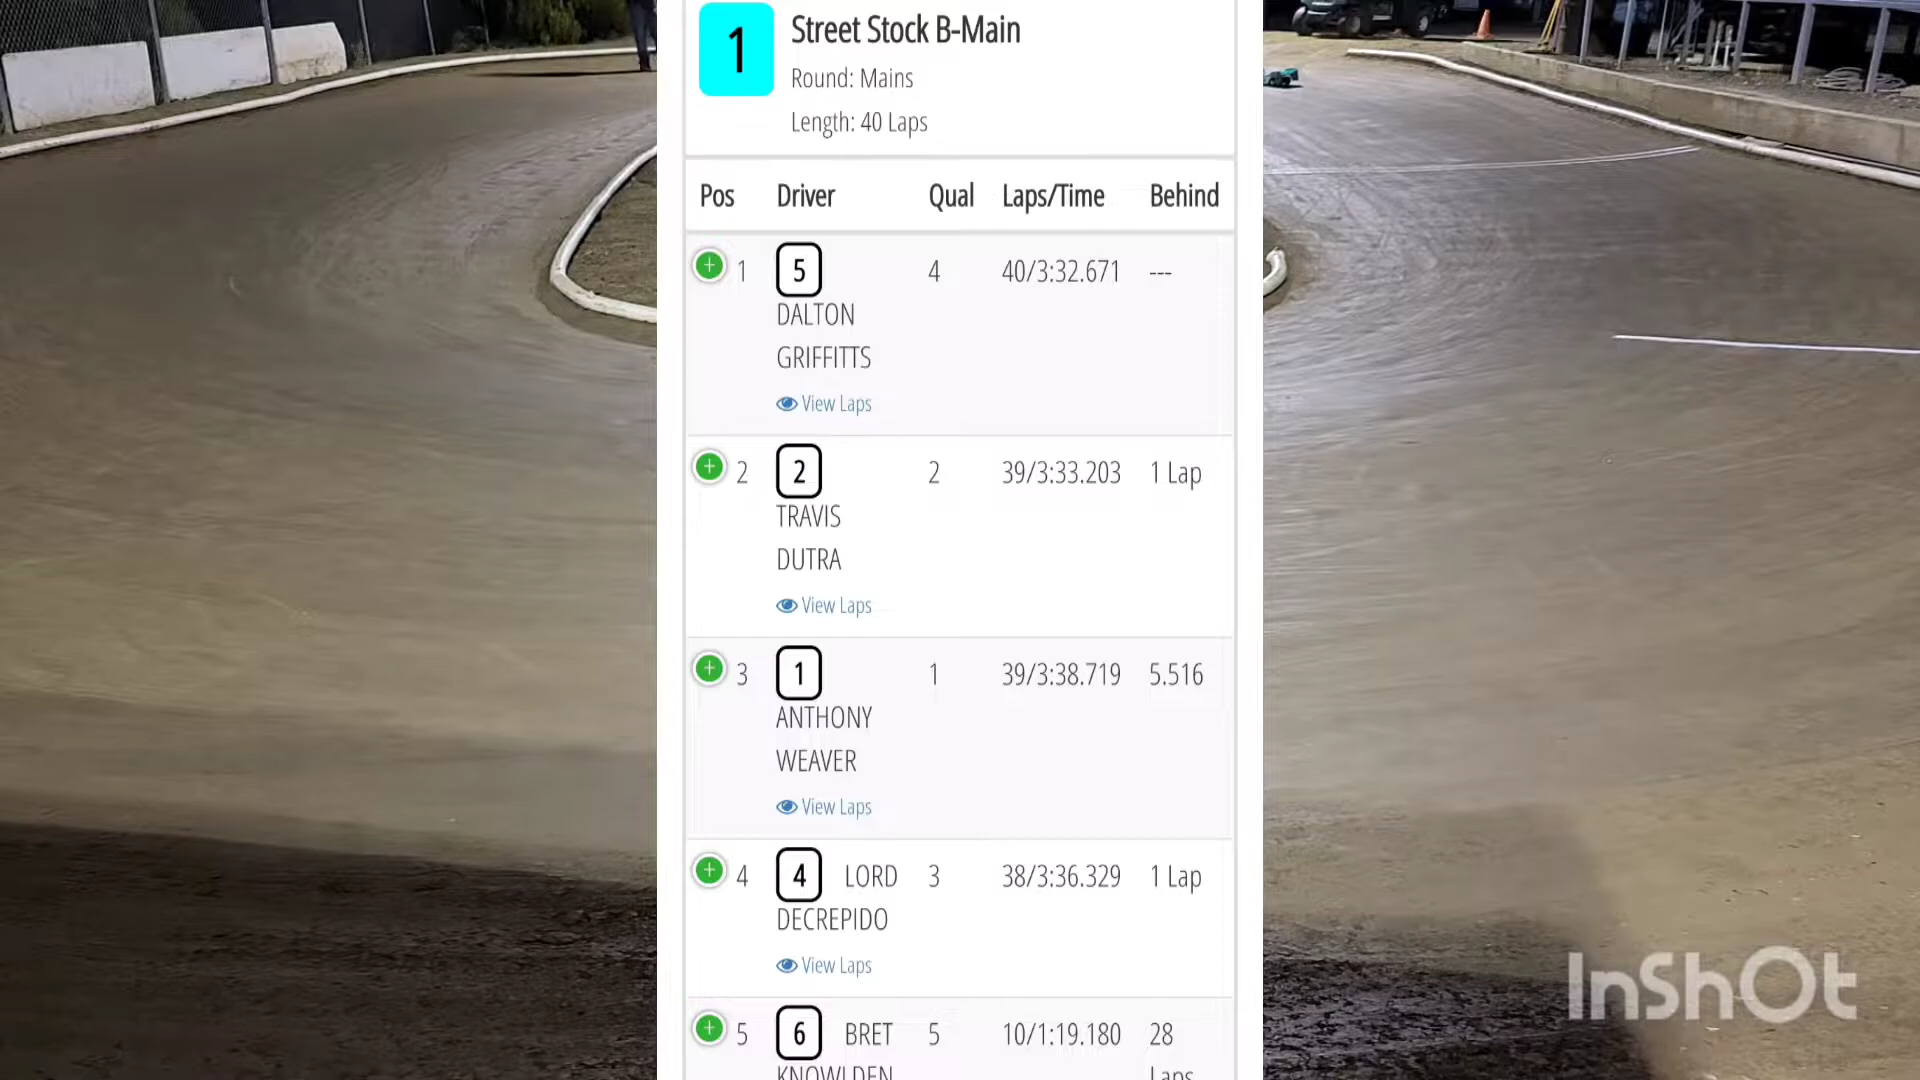 1
Street Stock B-Main
Round: Mains
Length: 40 Laps
Pos Driver Qual Laps/Time Behind
1 5 4 40/3:32.671 ---
DALTON
GRIFFITTS
View Laps
2 2 2 39/3:33.203 1 Lap
TRAVIS
DUTRA
View Laps
3 1 1 39/3:38.719 5.516
ANTHONY
WEAVER
View Laps
4 4 LORD 3 38/3:36.329 1 Lap
DECREPIDO
View Laps
5 6 BRET 5 10/1:19.180 28
KNOWLDEN Laps
InShOt